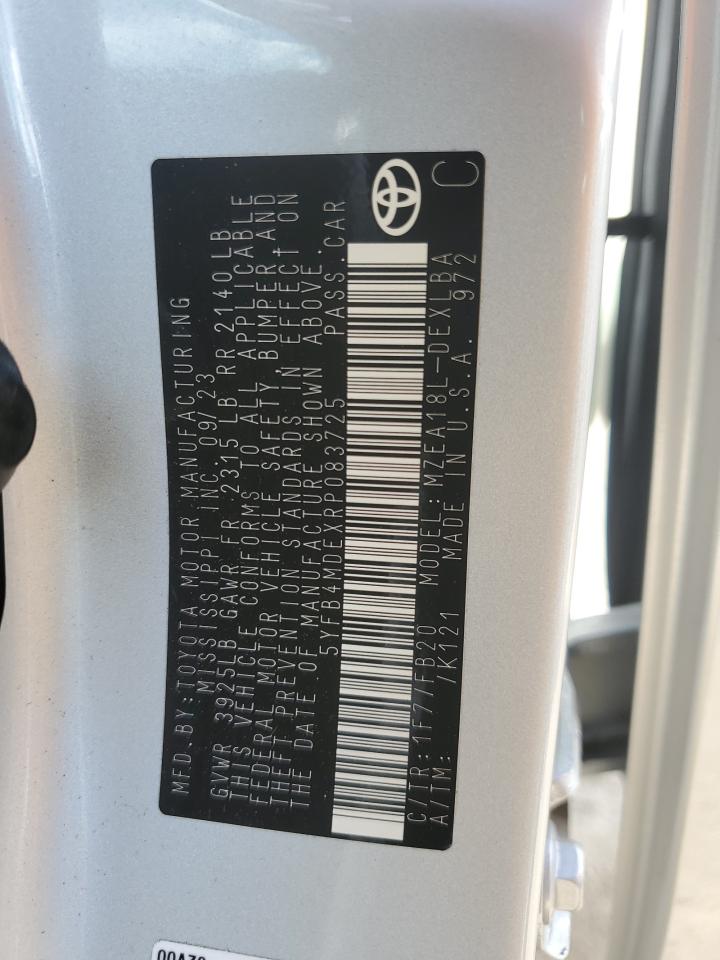 MFD. BY: TOYOTA MOTOR MANUFACTURING
MISSISSIPPI INC. 09/23
GVWR 3925LB GAWR FR 2315 LB RR 2140 LB
THIS VEHICLE CONFORMS TO ALL APPLICABLE
FEDERAL MOTOR VEHICLE SAFETY, BUMPER AND
THEFT PREVENTION STANDARDS IN EFFECT ON
THE DATE OF MANUFACTURE SHOWN ABOVE.
5YFB4MDEXRP083725 PASS. CAR
C/TR: 1F7/FB20 MODEL: MZEA18L-DEXLBA
A/TM: /K121 MADE IN U.S.A. 972
C